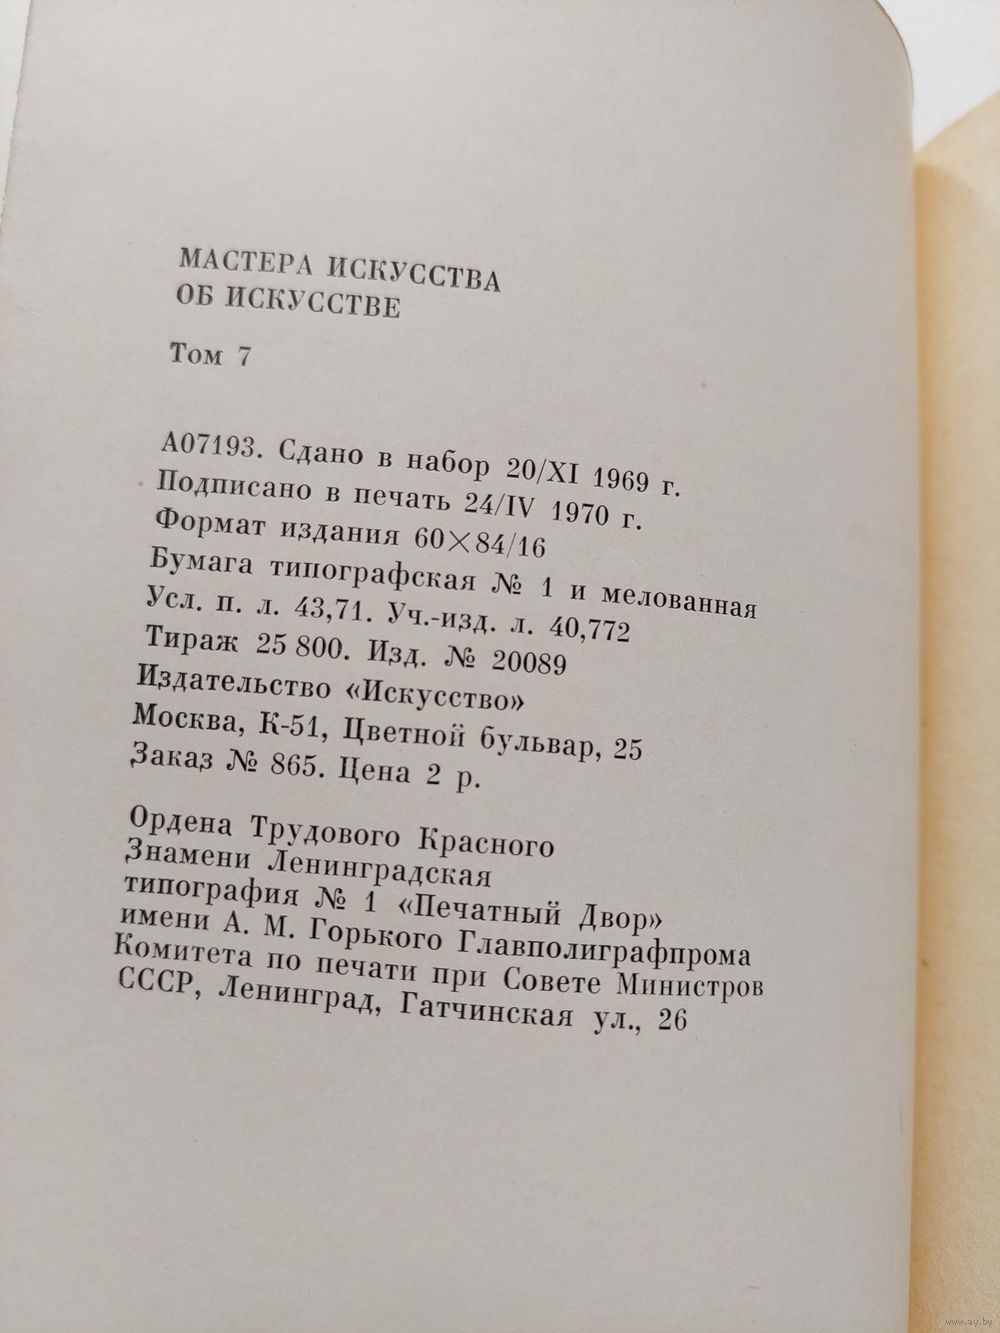 МАСТЕРА ИСКУССТВА
ОБ ИСКУССТВЕ
Том 7
А07193. Сдано в набор 20/XI 1969 г.
Подписано в печать 24/IV 1970 г.
Формат издания 60×84/16
Бумага типографская № 1 и мелованная
Усл. п. л. 43,71. Уч.-изд. л. 40,772
Тираж 25 800. Изд. № 20089
Издательство «Искусство»
Москва, К-51, Цветной бульвар, 25
Заказ № 865. Цена 2 р.
Ордена Трудового Красного
Знамени Ленинградская
типография № 1 «Печатный Двор»
имени А. М. Горького Главполиграфпрома
Комитета по печати при Совете Министров
СССР, Ленинград, Гатчинская ул., 26
www.ay.by